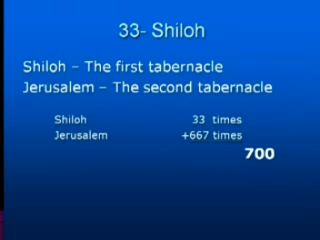 33- Shiloh
Shiloh – The first tabernacle
Jerusalem – The second tabernacle
Shiloh 33 times
Jerusalem +667 times
700